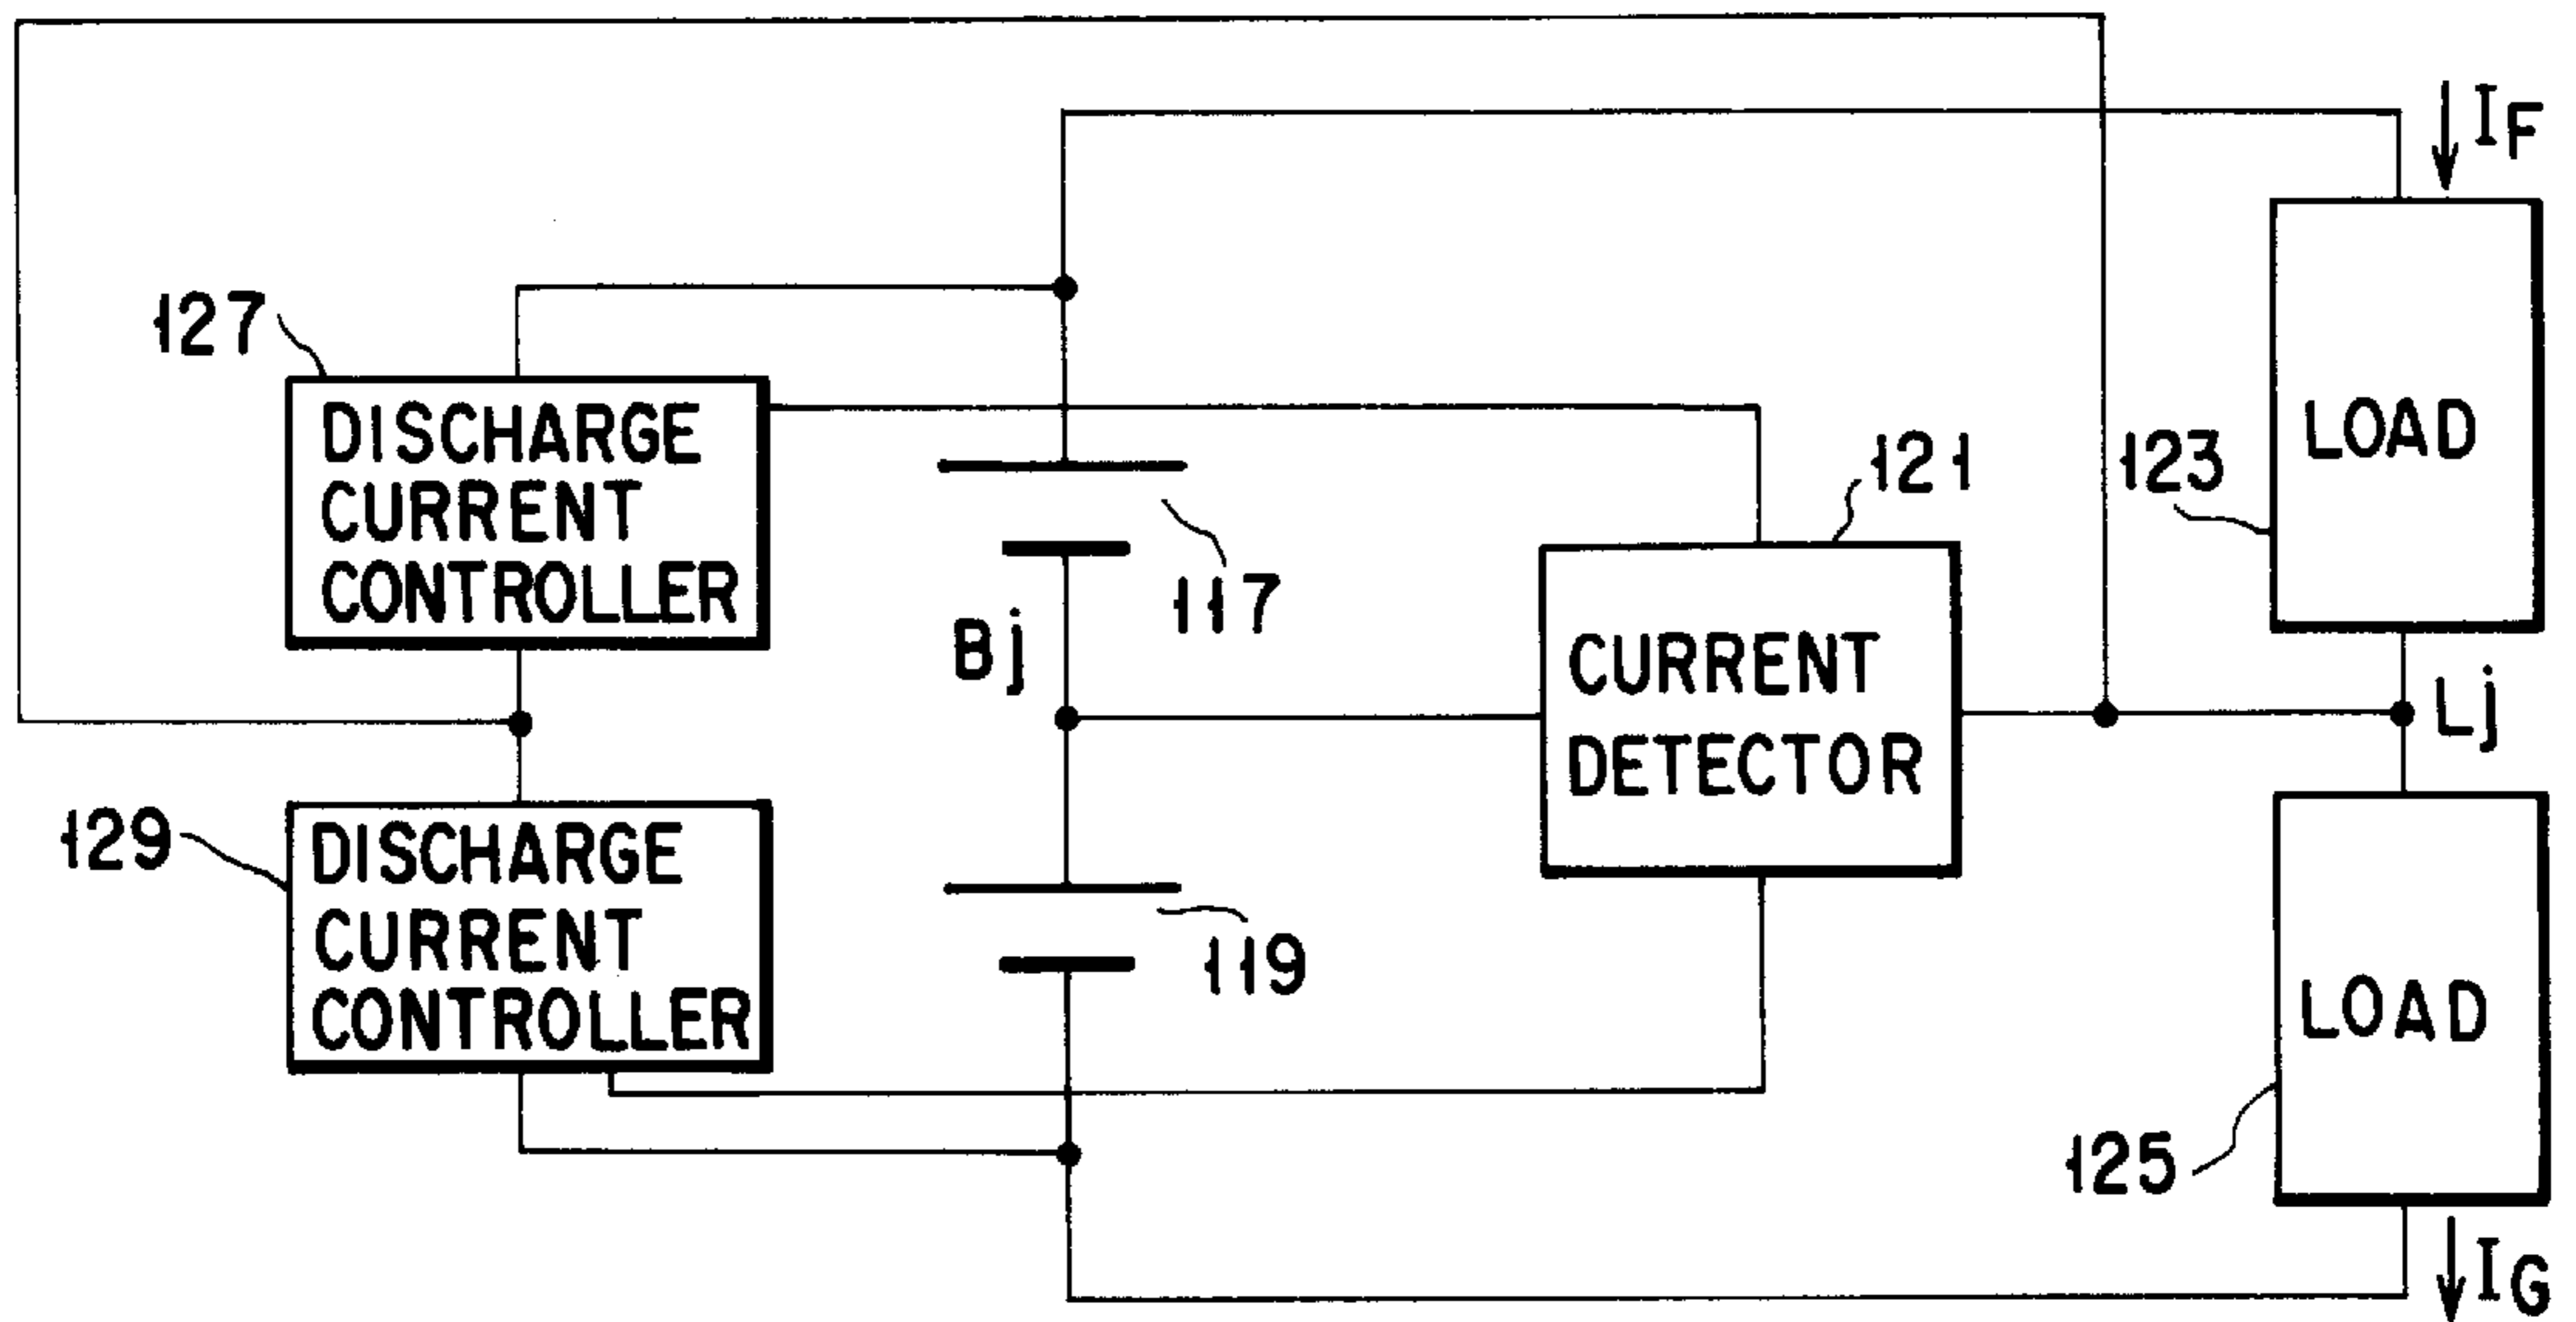 IF
127
DISCHARGE
CURRENT
CONTROLLER
121
123
LOAD
117
Bj
CURRENT
DETECTOR
Lj
129
DISCHARGE
CURRENT
CONTROLLER
119
LOAD
125
IG